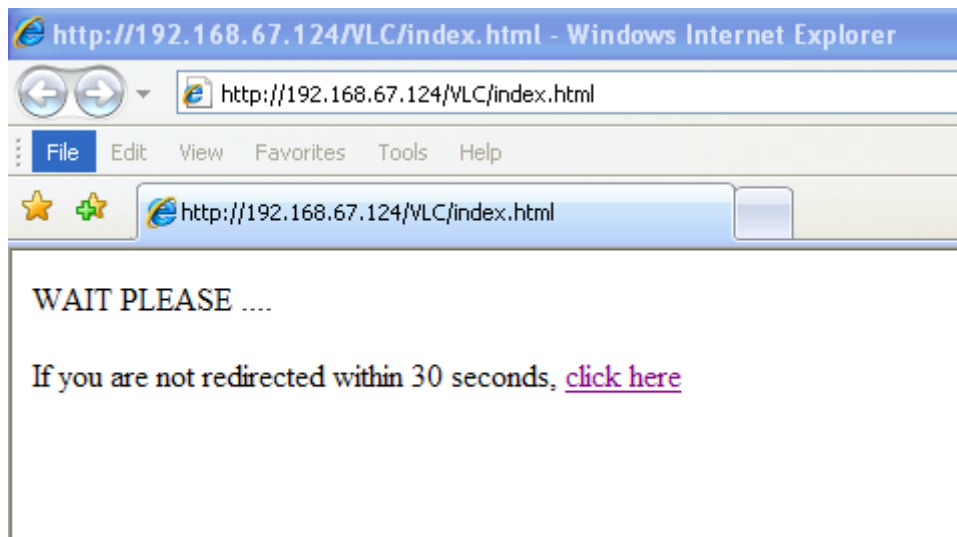 http://192.168.67.124/VLC/index.html - Windows Internet Explorer
http://192.168.67.124/VLC/index.html
File Edit View Favorites Tools Help
http://192.168.67.124/VLC/index.html
WAIT PLEASE ....
If you are not redirected within 30 seconds, click here